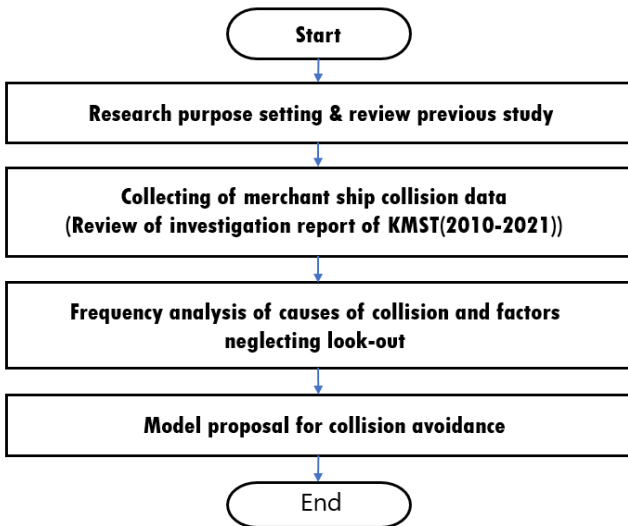 Start
Research purpose setting & review previous study
Collecting of merchant ship collision data
(Review of investigation report of KMST(2010-2021))
Frequency analysis of causes of collision and factors
neglecting look-out
Model proposal for collision avoidance
End